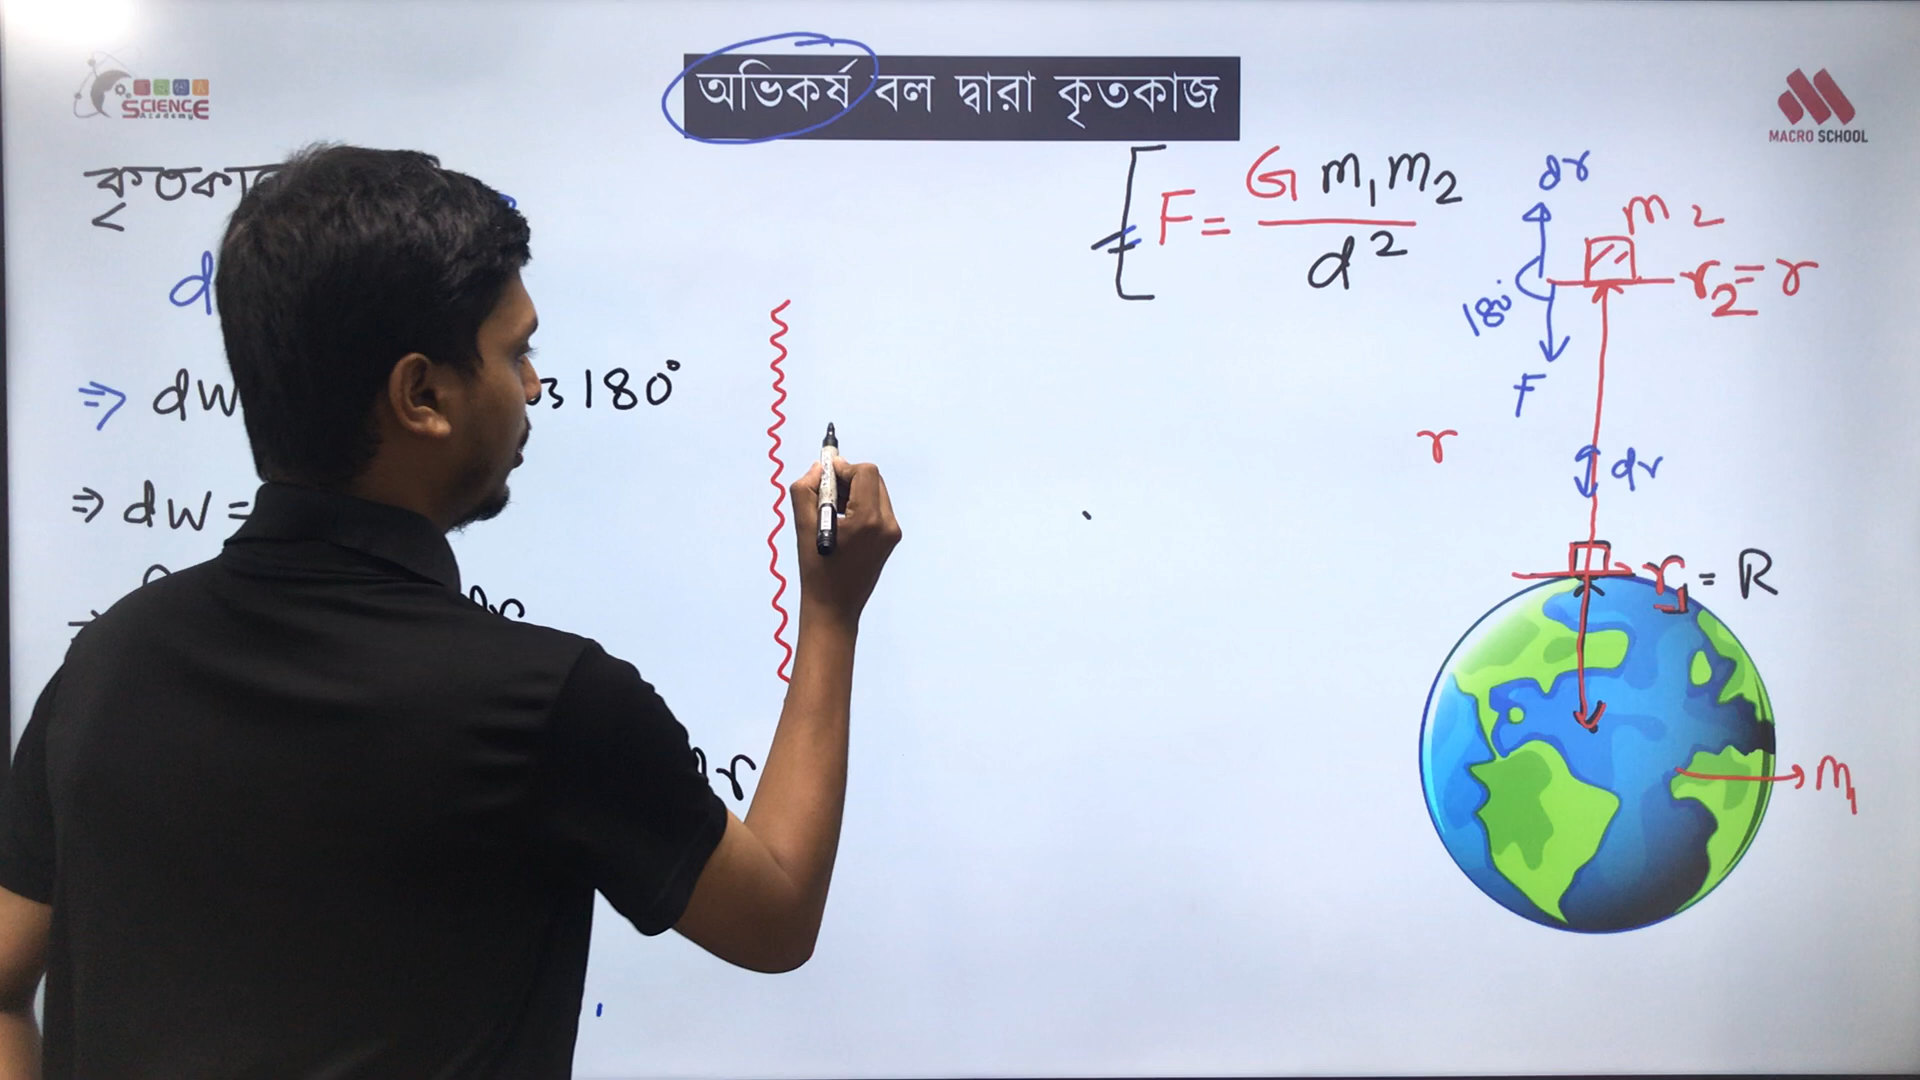 SCIENCE
Academy
অভিকর্ষ বল দ্বারা কৃতকাজ
MACRO SCHOOL
F = G m₁m₂ / d²
dr
m₂
r₂ = r
180°
F
r
dr
r₁ = R
m₁
⇒ dW 180°
⇒ dW =
dr